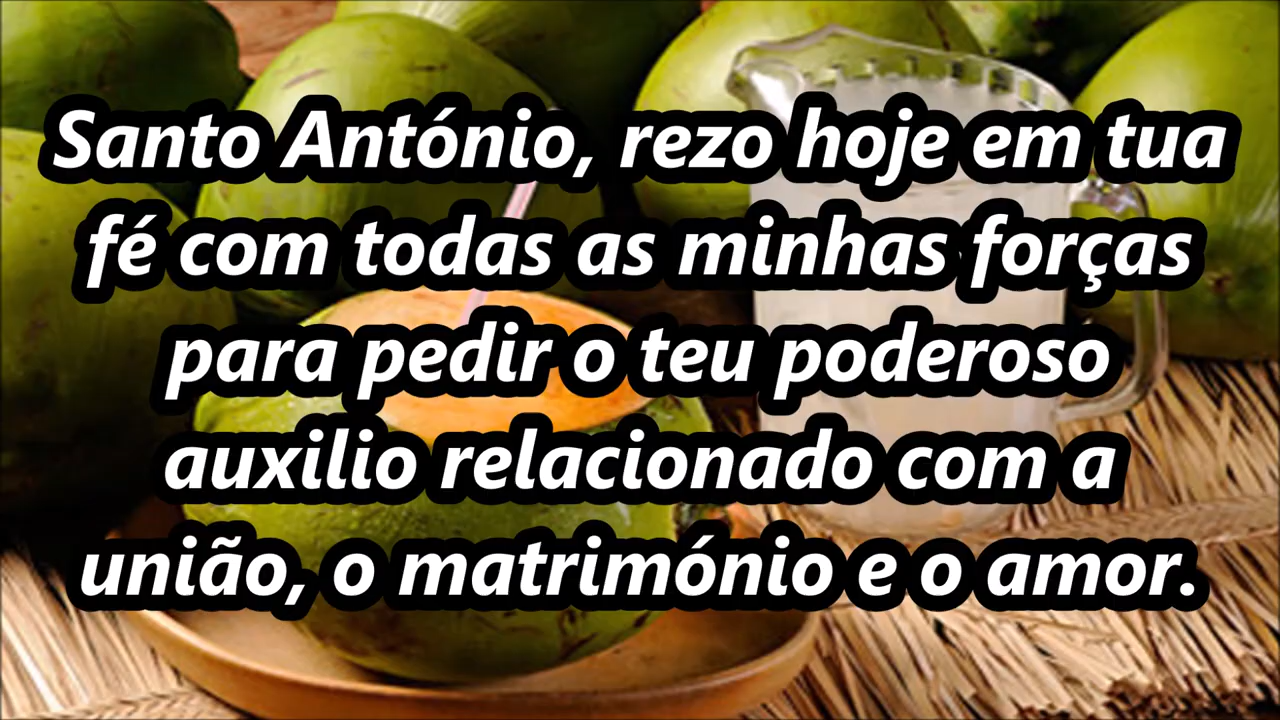 Santo António, rezo hoje em tua
fé com todas as minhas forças
para pedir o teu poderoso
auxilio relacionado com a
união, o matrimónio e o amor.